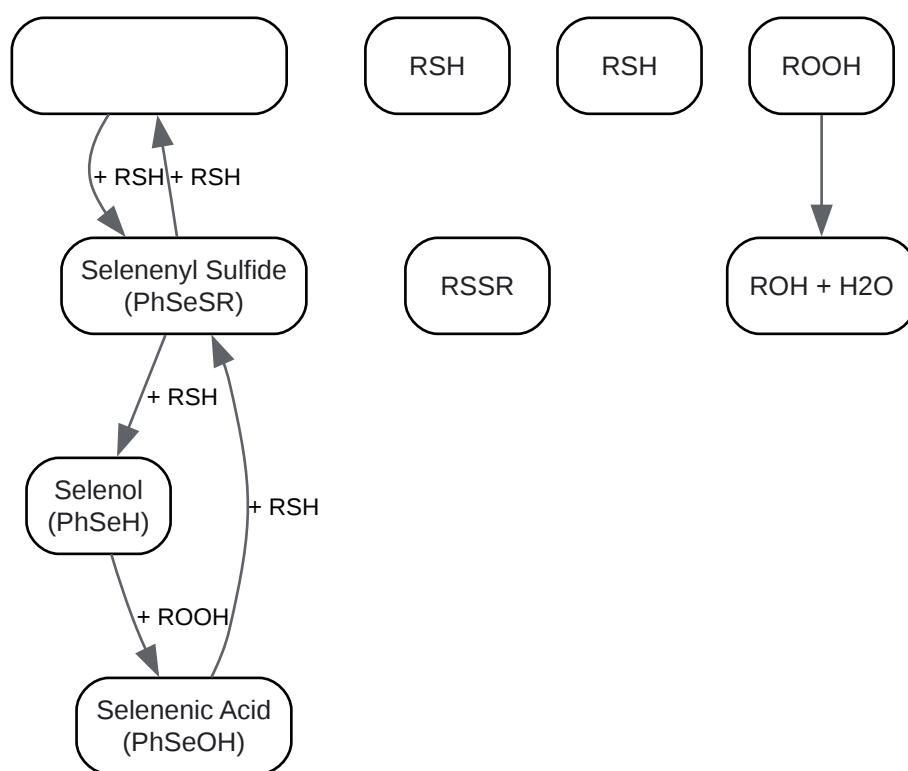 RSH
RSH
ROOH
+ RSH
+ RSH
Selenenyl Sulfide
(PhSeSR)
RSSR
ROH + H2O
+ RSH
Selenol
(PhSeH)
+ RSH
+ ROOH
Selenenic Acid
(PhSeOH)